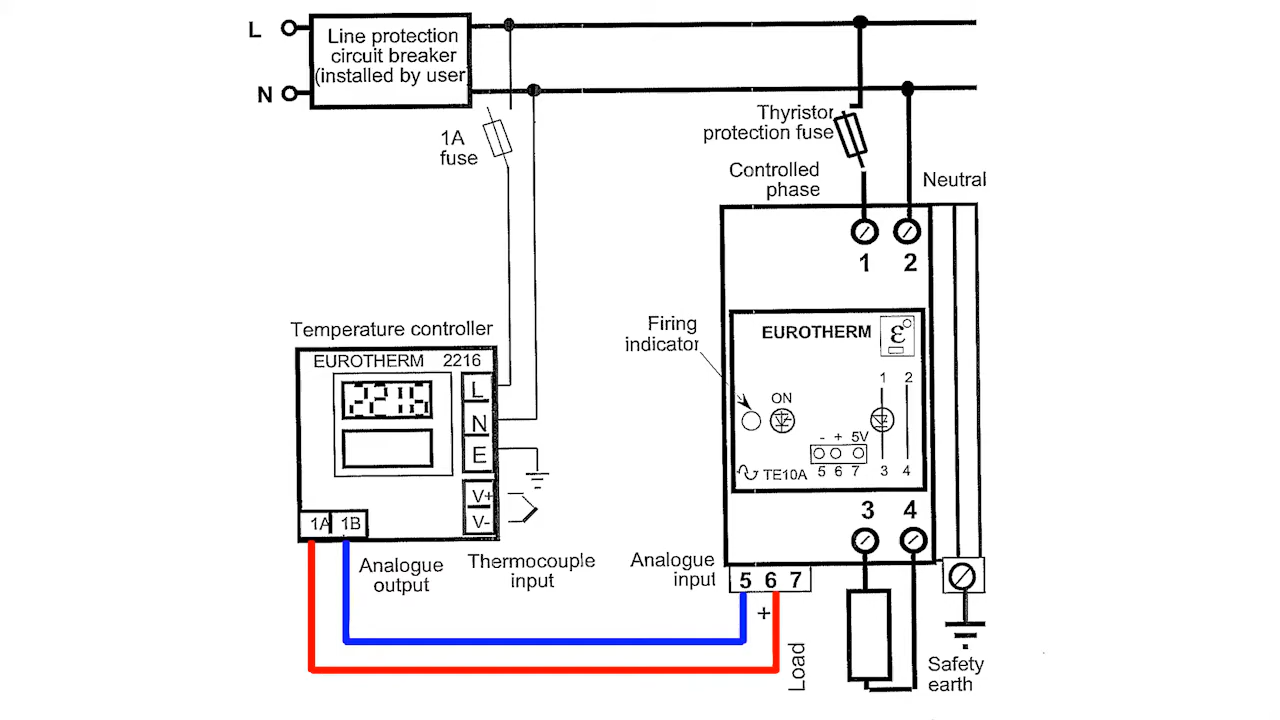 L
Line protection
circuit breaker
(installed by user
N
1A
fuse
Thyristor
protection fuse
Controlled
phase
Neutral
1 2
Temperature controller
EUROTHERM 2216
2216
L
N
E
V+
V-
1A 1B
Analogue
output
Thermocouple
input
Firing
indicator
EUROTHERM
ε
ON
1 2
- + 5V
5 6 7
3 4
TE10A
3 4
Analogue
input
5 6 7
+
Load
Safety
earth